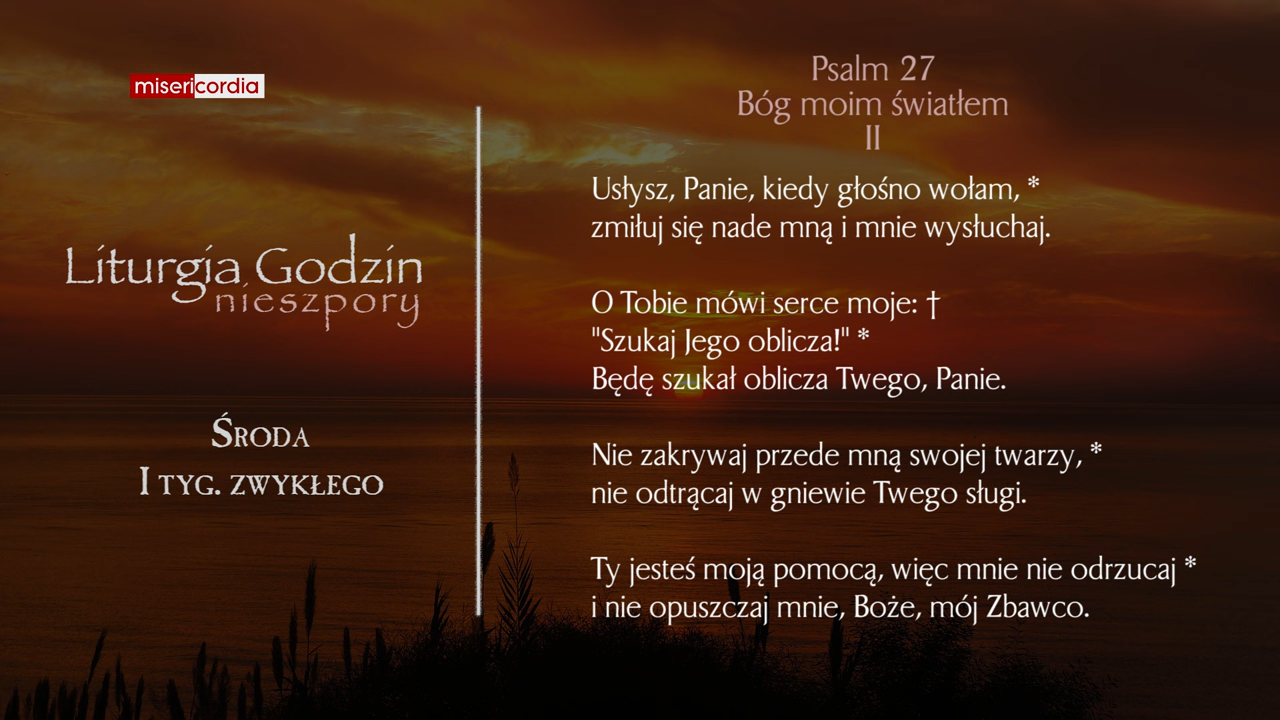 misericordia
Liturgia Godzin
nieszpory
Środa
I tyg. zwykłego
Psalm 27
Bóg moim światłem
II
Usłysz, Panie, kiedy głośno wołam, *
zmiłuj się nade mną i mnie wysłuchaj.
O Tobie mówi serce moje: †
"Szukaj Jego oblicza!" *
Będę szukał oblicza Twego, Panie.
Nie zakrywaj przede mną swojej twarzy, *
nie odtrącaj w gniewie Twego sługi.
Ty jesteś moją pomocą, więc mnie nie odrzucaj *
i nie opuszczaj mnie, Boże, mój Zbawco.